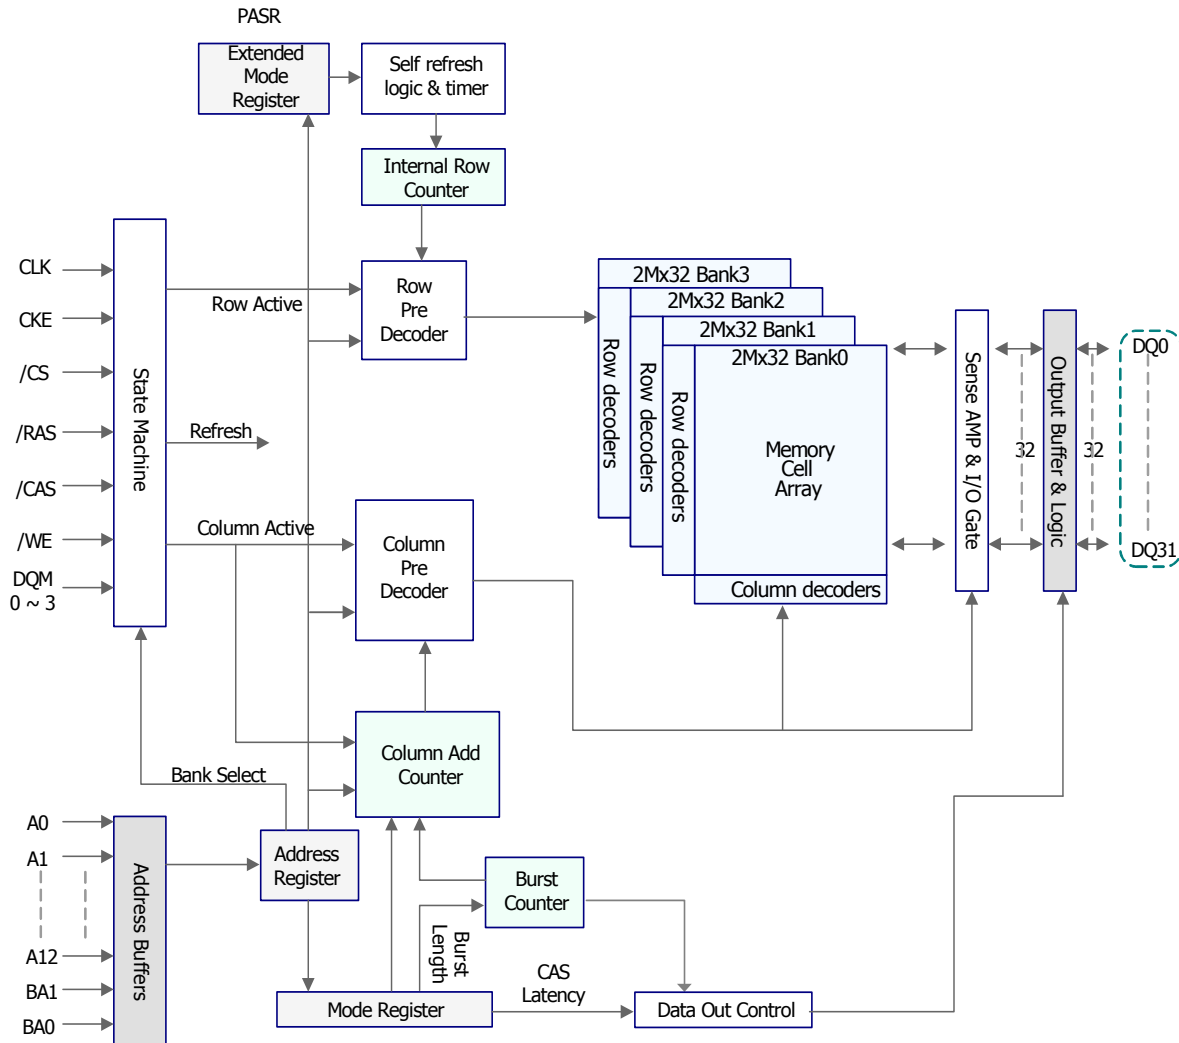 PASR
Extended
Mode
Register
Self refresh
logic & timer
Internal Row
Counter
CLK
CKE
/CS
/RAS
/CAS
/WE
DQM
0 ~ 3
State Machine
Row Active
Refresh
Column Active
Bank Select
Row
Pre
Decoder
Column
Pre
Decoder
Column Add
Counter
2Mx32 Bank3
2Mx32 Bank2
2Mx32 Bank1
2Mx32 Bank0
Row decoders
Row decoders
Row decoders
Memory
Cell
Array
Column decoders
Sense AMP & I/O Gate
32
Output Buffer & Logic
32
DQ0
DQ31
A0
A1
A12
BA1
BA0
Address Buffers
Address
Register
Burst
Counter
Burst
Length
Mode Register
CAS
Latency
Data Out Control